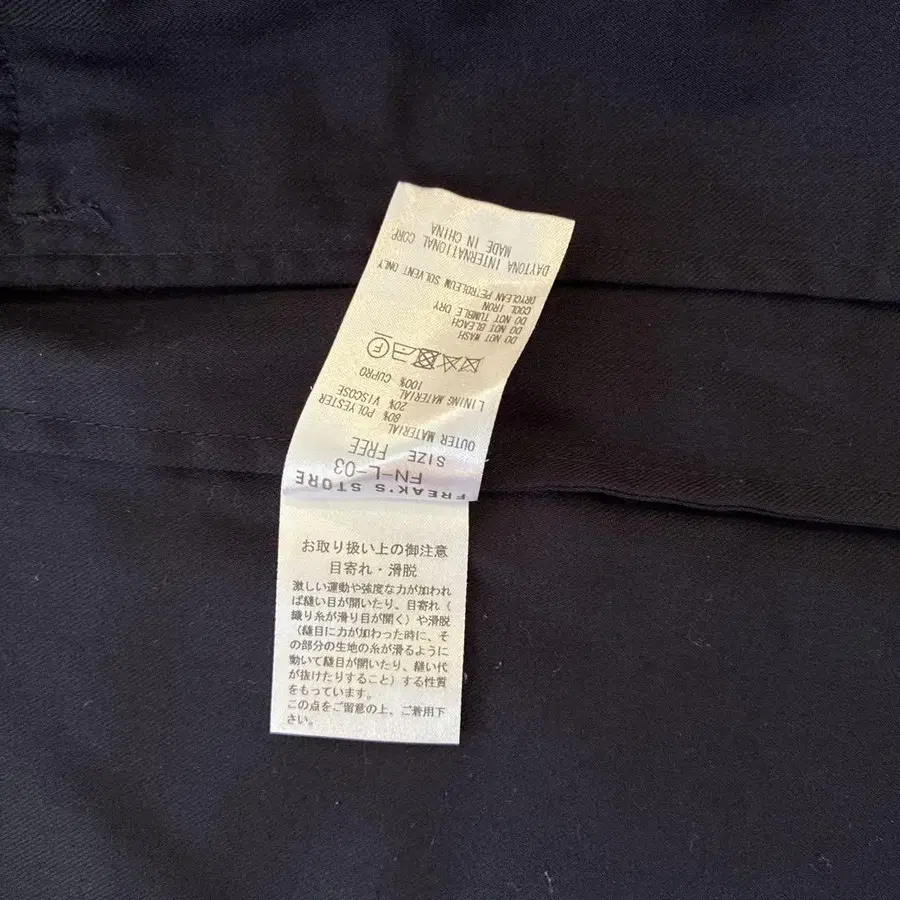 FREAK'S STORE
FN-L-03
SIZE FREE
OUTER MATERIAL
80% POLYESTER
20% VISCOSE
LINING MATERIAL
100% CUPRO
F
DO NOT WASH
DO NOT BLEACH
DO NOT TUMBLE DRY
COOL IRON
DRYCLEAN PETROLEUM SOLVENT ONLY
DAYTONA INTERNATIONAL CORP.
MADE IN CHINA
お取り扱い上の御注意
目寄れ・滑脱
激しい運動や強度な力が加われ
ば縫い目が開いたり、目寄れ(
織り糸が滑り目が開く)や滑脱
(縫目に力が加わった時に、そ
の部分の生地の糸が滑るように
動いて縫目が開いたり、縫い代
が抜けたりすること)する性質
をもっています。
この点をご留意の上、ご着用下
さい。